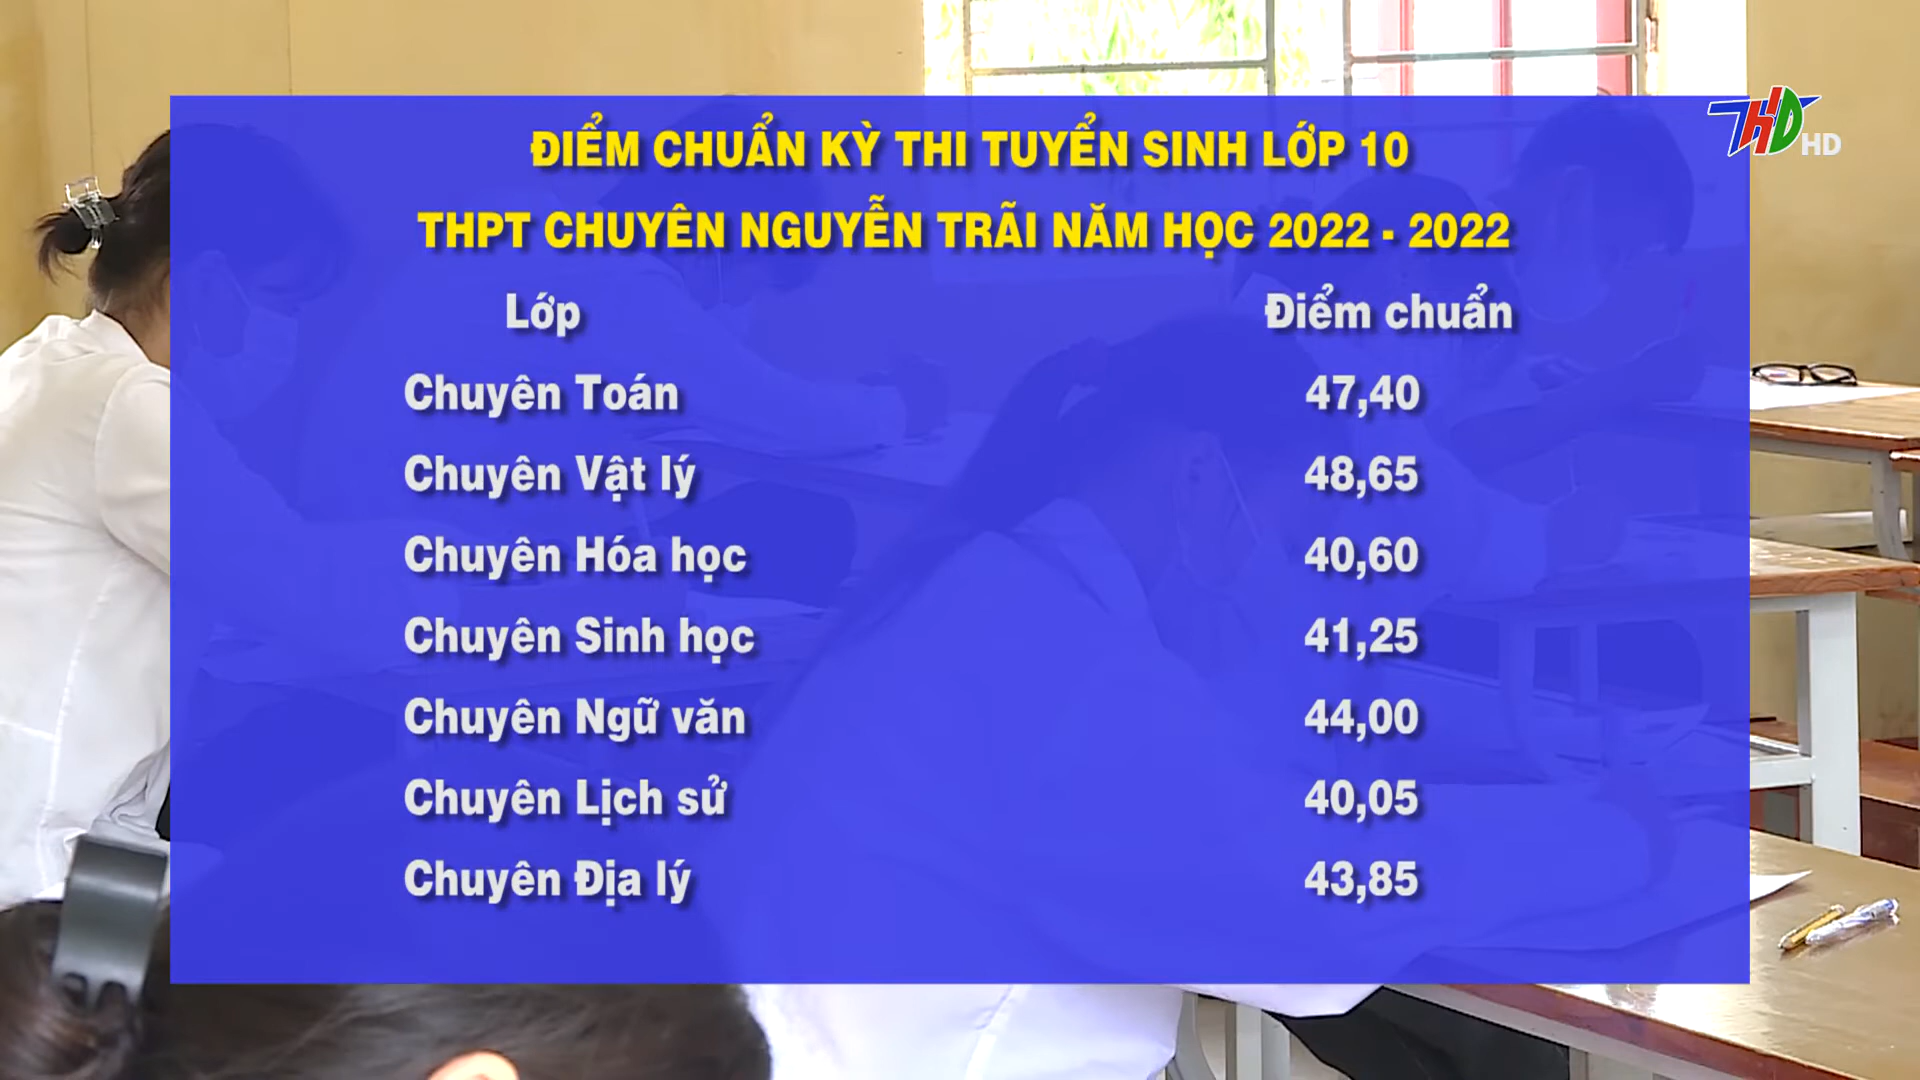 ĐIỂM CHUẨN KỲ THI TUYỂN SINH LỚP 10
THPT CHUYÊN NGUYỄN TRÃI NĂM HỌC 2022 - 2022
Lớp Điểm chuẩn
Chuyên Toán 47,40
Chuyên Vật lý 48,65
Chuyên Hóa học 40,60
Chuyên Sinh học 41,25
Chuyên Ngữ văn 44,00
Chuyên Lịch sử 40,05
Chuyên Địa lý 43,85
THD HD